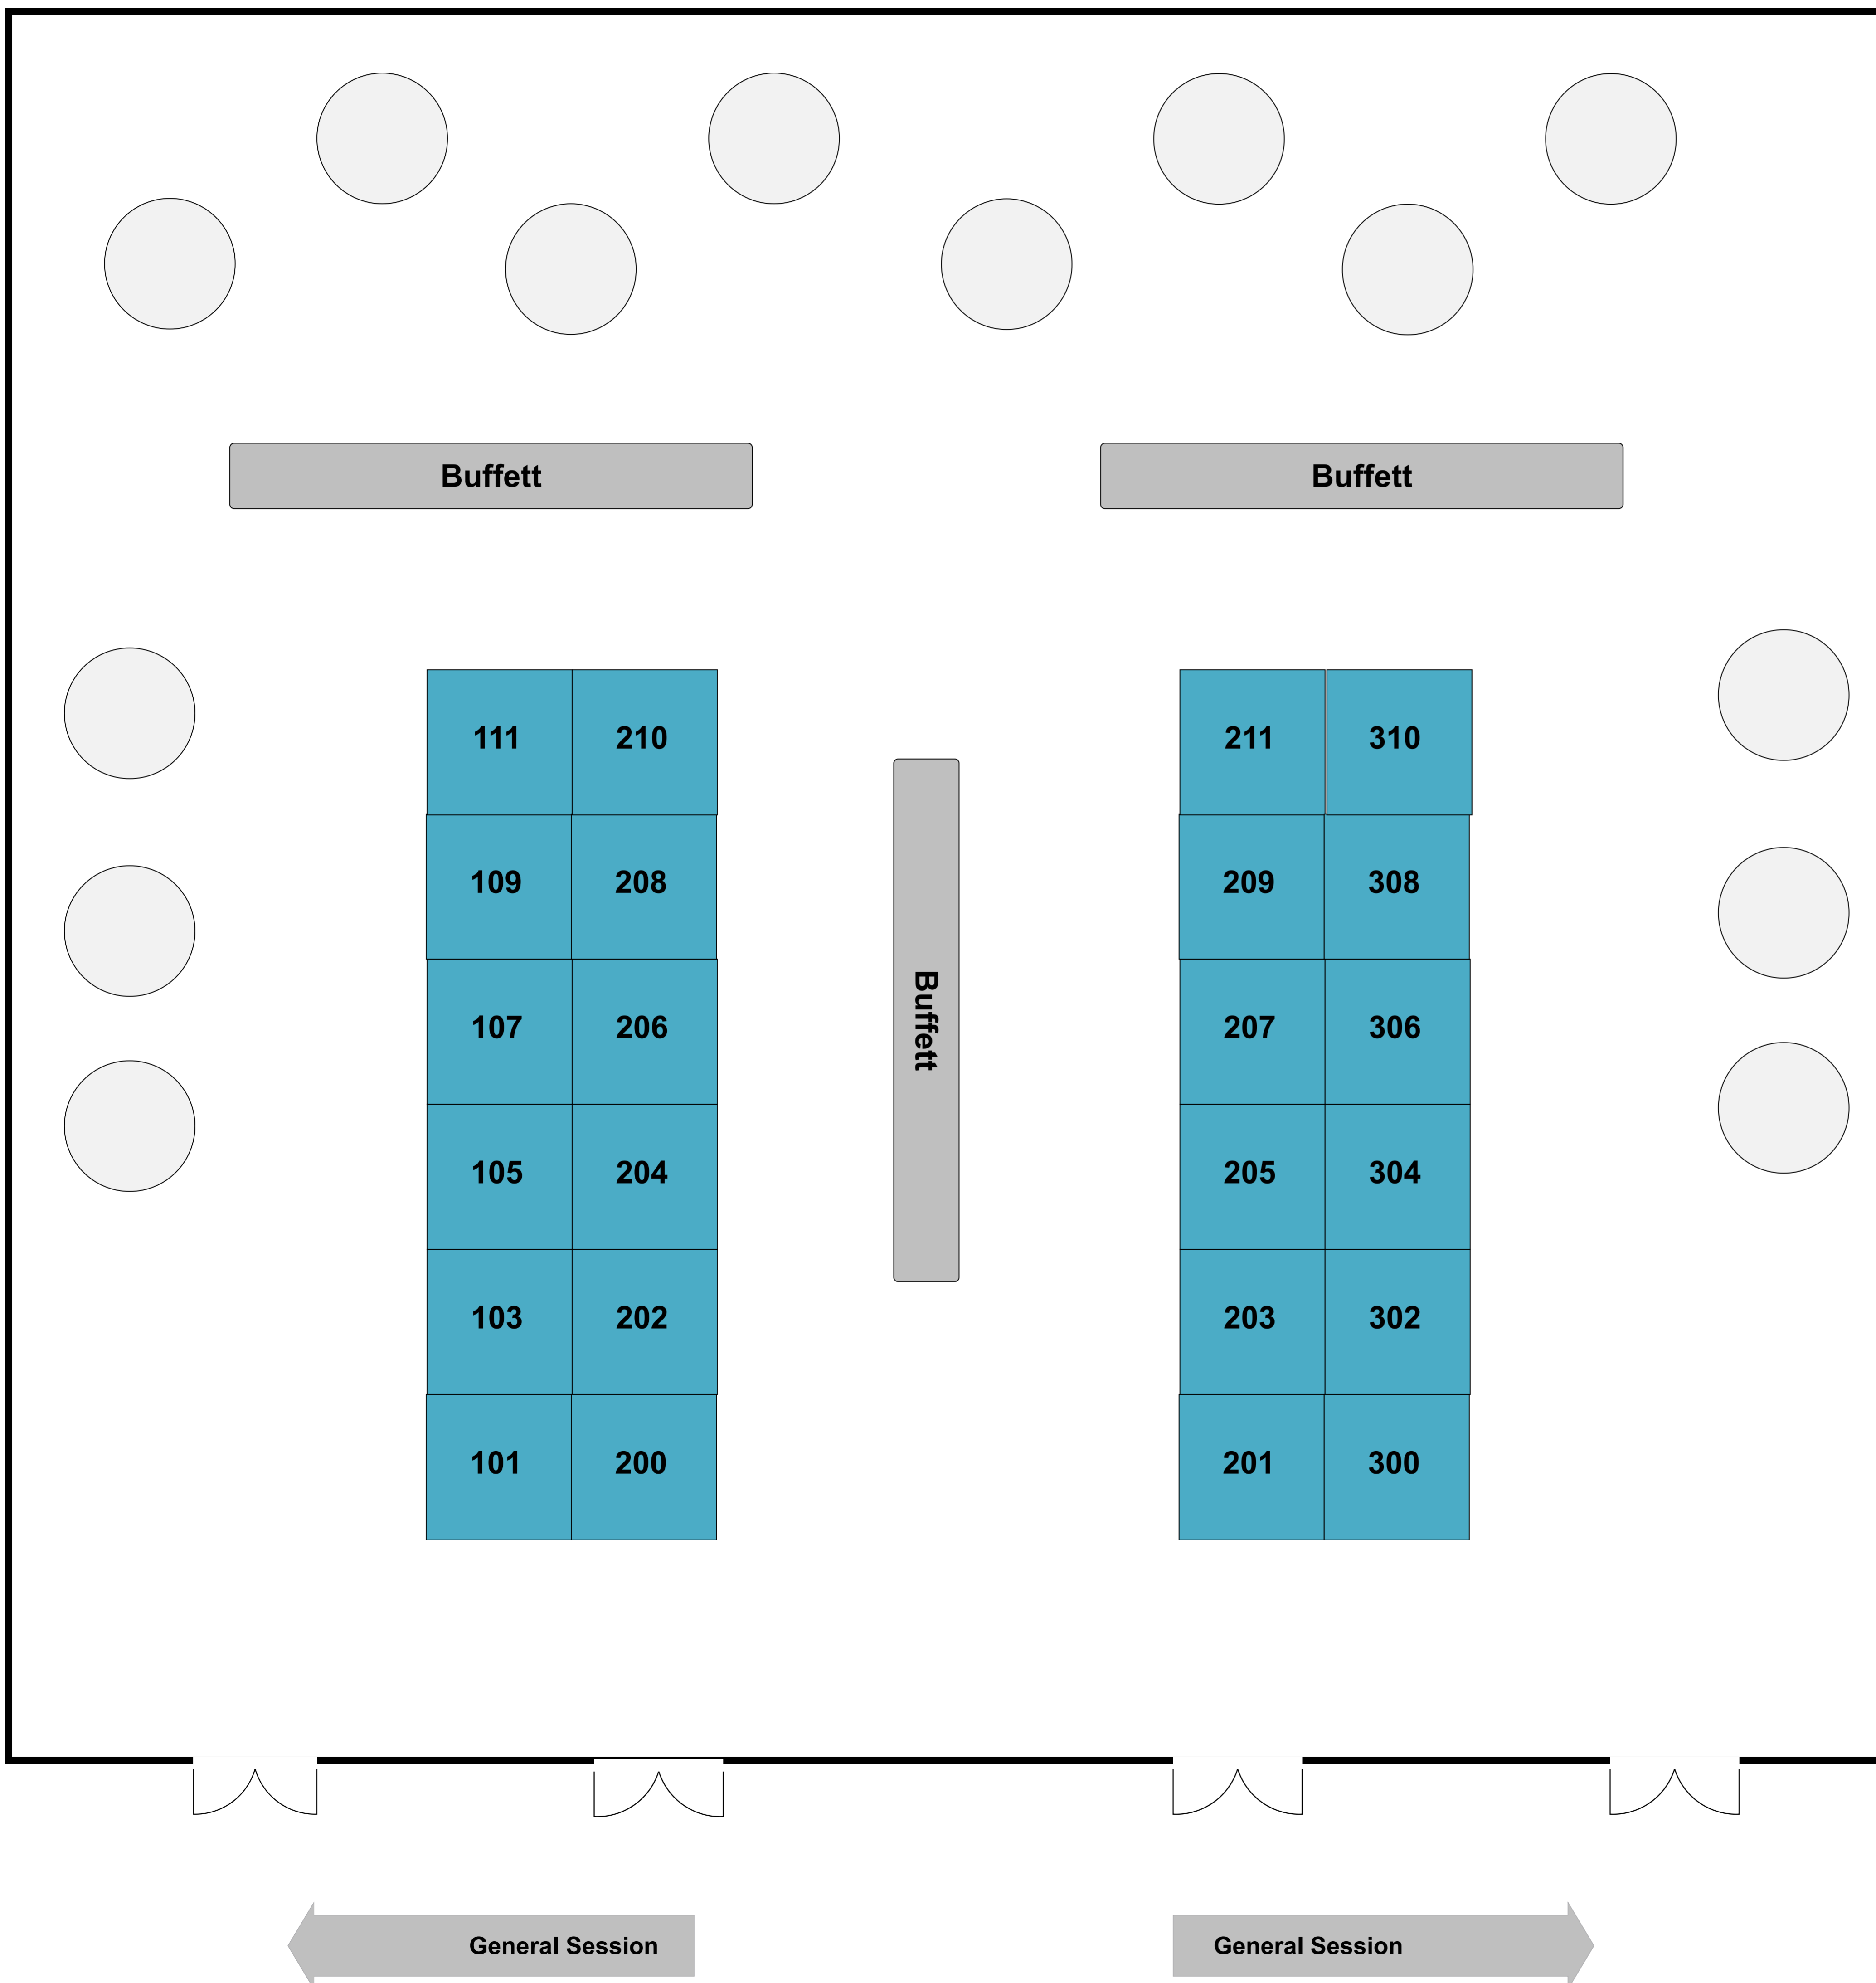 Buffett
Buffett
111 210
211 310
109 208
209 308
Buffett
107 206
207 306
105 204
205 304
103 202
203 302
101 200
201 300
General Session
General Session